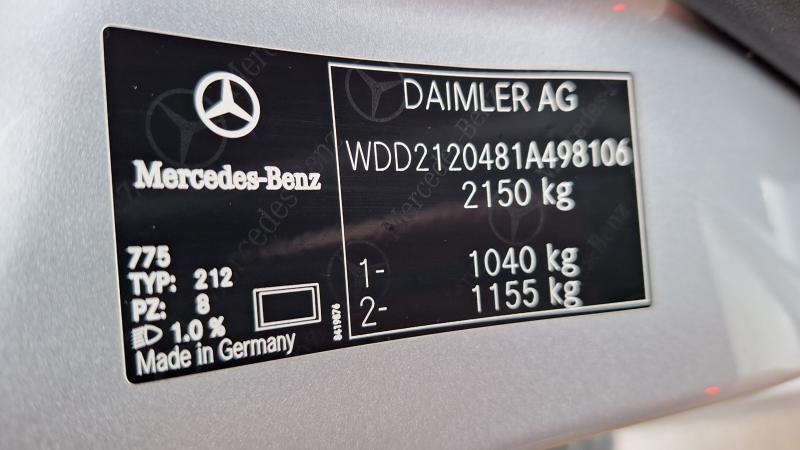 Mercedes-Benz
775
TYP: 212
PZ: 8
1.0 %
Made in Germany
8419876
DAIMLER AG
WDD2120481A498106
2150 kg
1- 1040 kg
2- 1155 kg